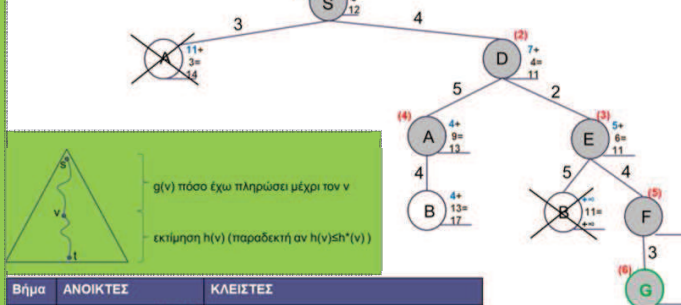 S
12
3
4
A
11+
3=
14
(2)
D
7+
4=
11
5
2
(4)
A
4+
9=
13
(3)
E
5+
6=
11
4
5
4
B
4+
13=
17
B
+∞
11=
+∞
(5)
F
3
(6)
G
s
v
t
g(v) πόσο έχω πληρώσει μέχρι τον v
εκτίμηση h(v) (παραδεκτή αν h(v)≤h*(v) )
Βήμα ΑΝΟΙΚΤΕΣ ΚΛΕΙΣΤΕΣ